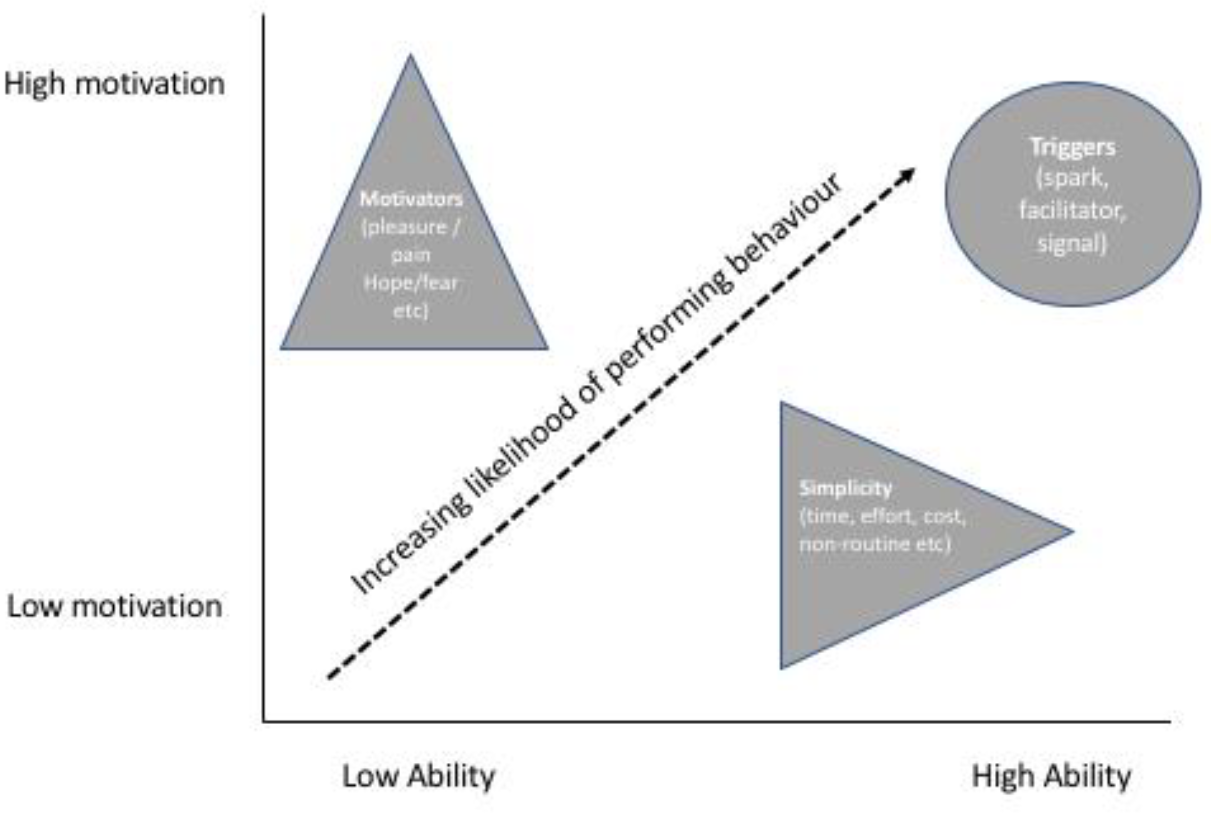 High motivation
Motivators
(pleasure /
pain
Hope/fear
etc)
Triggers
(spark,
facilitator,
signal)
Increasing likelihood of performing behaviour
Simplicity
(time, effort, cost,
non-routine etc)
Low motivation
Low Ability
High Ability